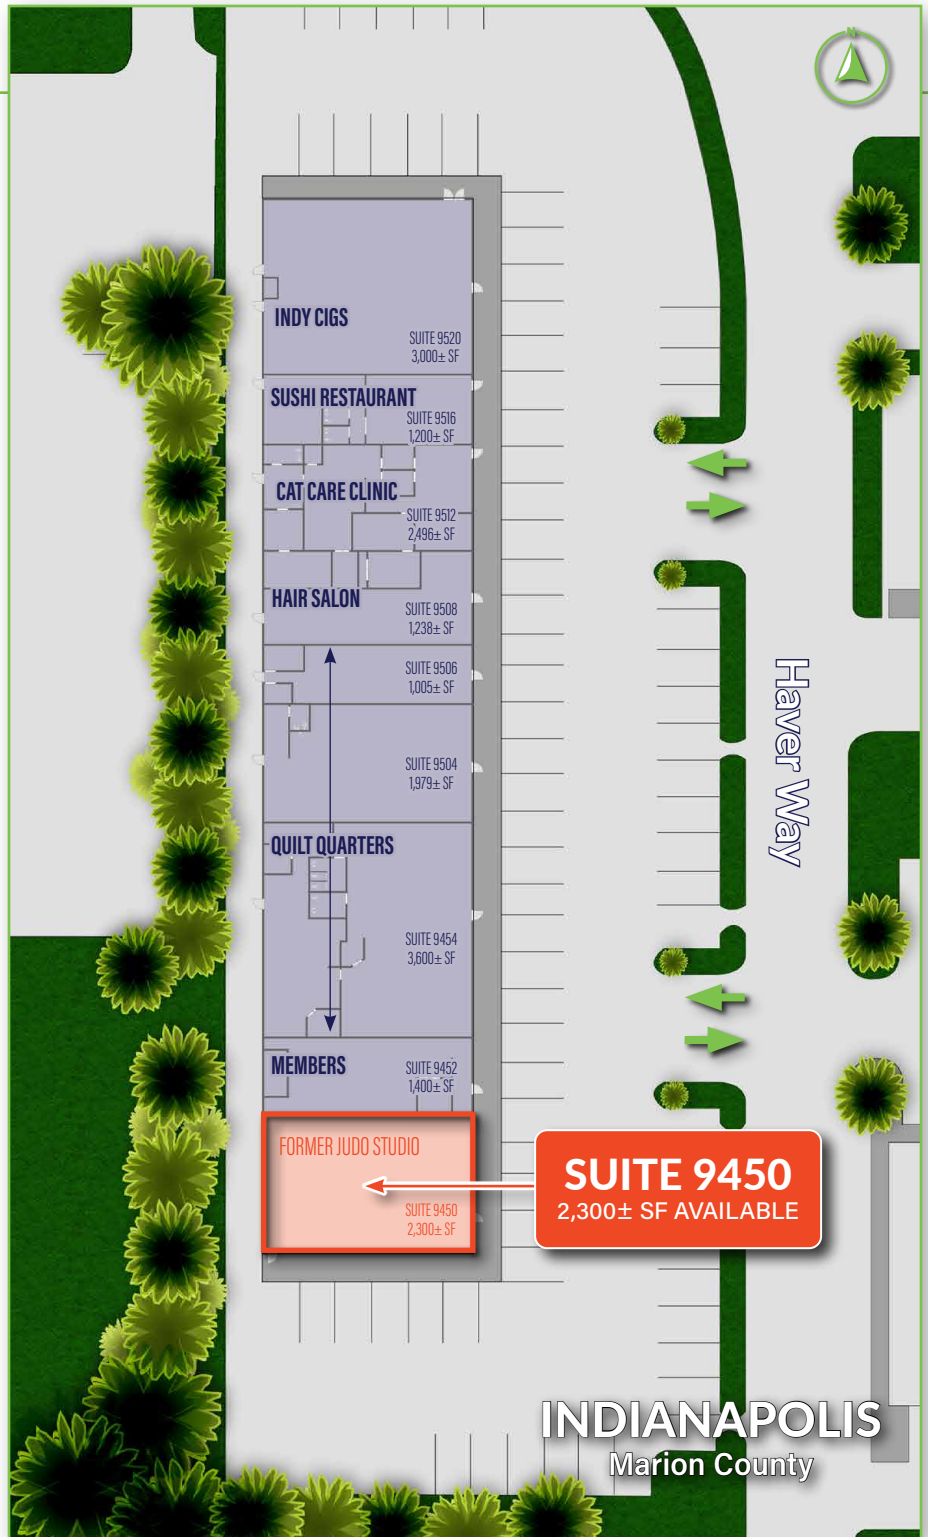 N
INDY CIGS
SUITE 9520
3,000± SF
SUSHI RESTAURANT
SUITE 9516
1,200± SF
CAT CARE CLINIC
SUITE 9512
2,496± SF
HAIR SALON
SUITE 9508
1,238± SF
SUITE 9506
1,005± SF
Haver Way
SUITE 9504
1,979± SF
QUILT QUARTERS
SUITE 9454
3,600± SF
MEMBERS
SUITE 9452
1,400± SF
FORMER JUDO STUDIO
SUITE 9450
2,300± SF
SUITE 9450
2,300± SF AVAILABLE
INDIANAPOLIS
Marion County